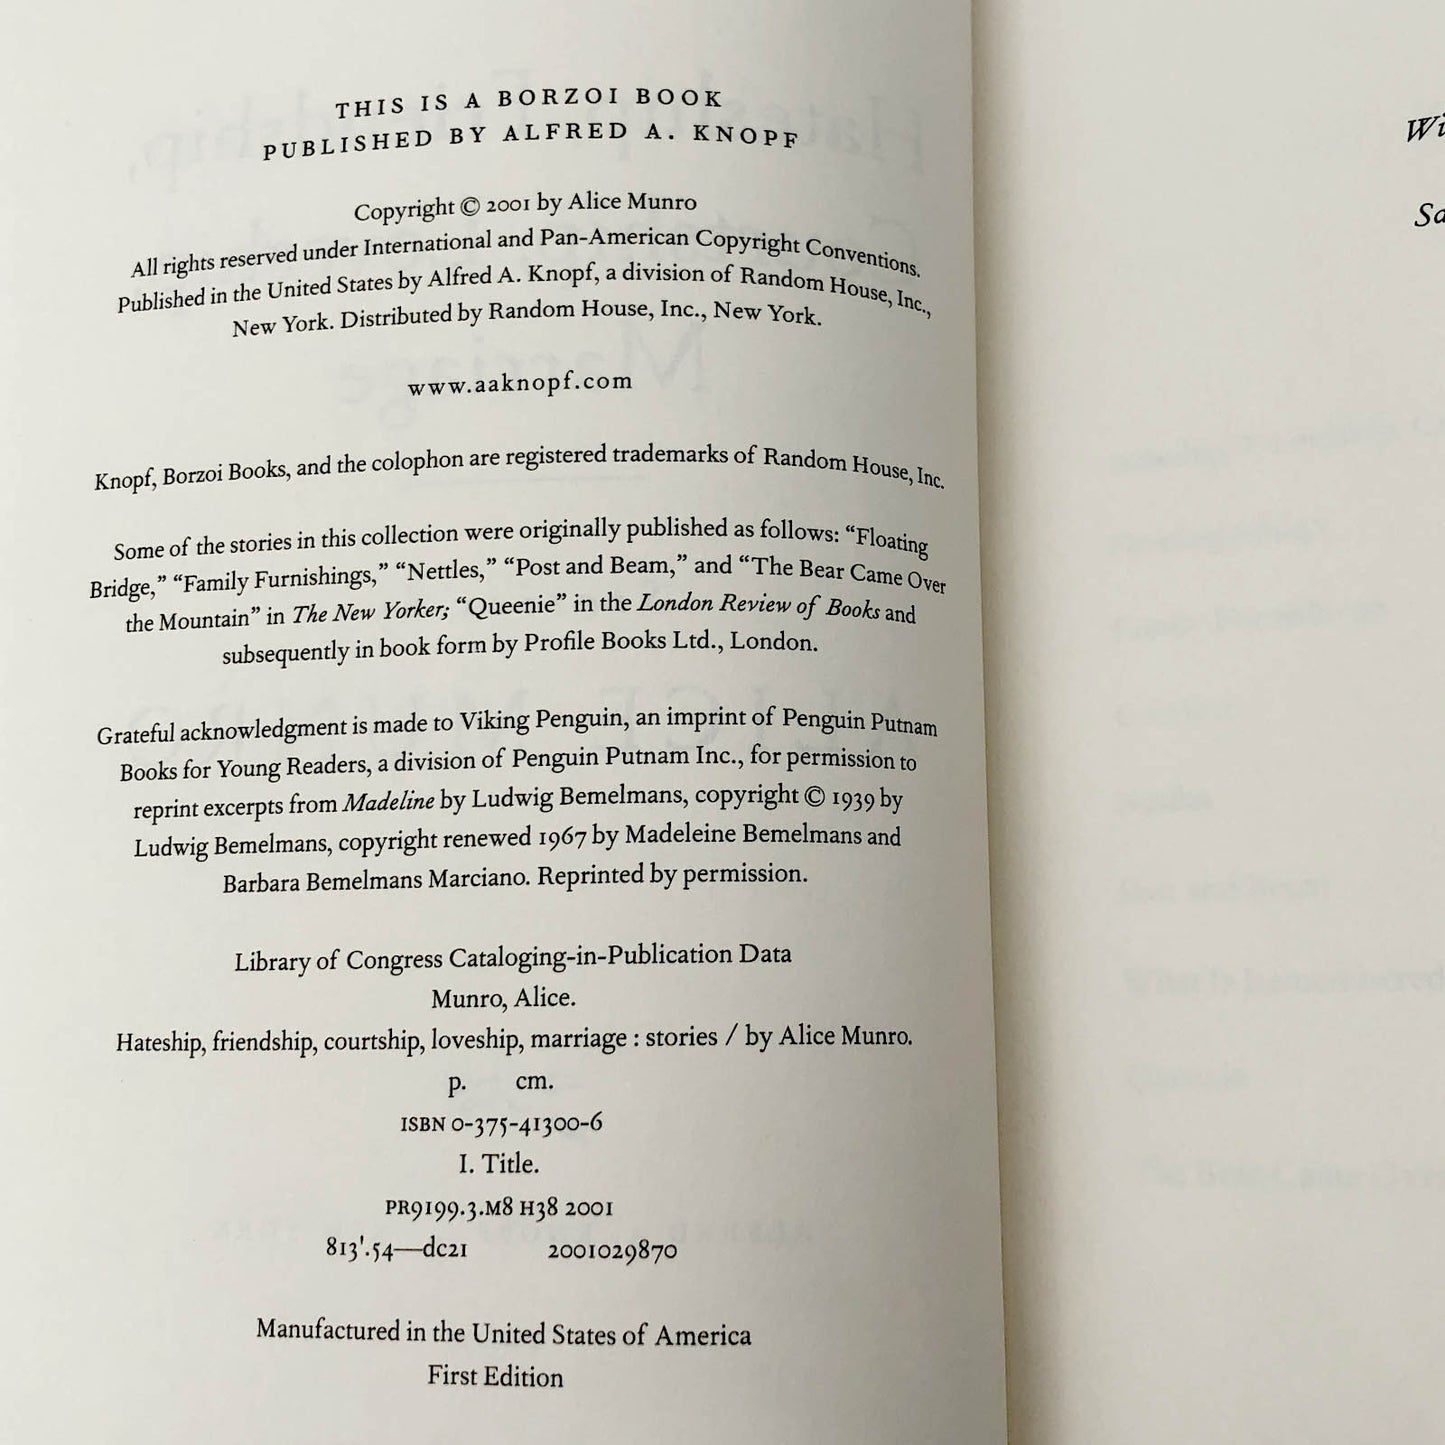 THIS IS A BORZOI BOOK
PUBLISHED BY ALFRED A. KNOPF
Copyright © 2001 by Alice Munro
All rights reserved under International and Pan-American Copyright Conventions.
Published in the United States by Alfred A. Knopf, a division of Random House, Inc.,
New York. Distributed by Random House, Inc., New York.
www.aaknopf.com
Knopf, Borzoi Books, and the colophon are registered trademarks of Random House, Inc.
Some of the stories in this collection were originally published as follows: “Floating
Bridge,” “Family Furnishings,” “Nettles,” “Post and Beam,” and “The Bear Came Over
the Mountain” in The New Yorker; “Queenie” in the London Review of Books and
subsequently in book form by Profile Books Ltd., London.
Grateful acknowledgment is made to Viking Penguin, an imprint of Penguin Putnam
Books for Young Readers, a division of Penguin Putnam Inc., for permission to
reprint excerpts from Madeline by Ludwig Bemelmans, copyright © 1939 by
Ludwig Bemelmans, copyright renewed 1967 by Madeleine Bemelmans and
Barbara Bemelmans Marciano. Reprinted by permission.
Library of Congress Cataloging-in-Publication Data
Munro, Alice.
Hateship, friendship, courtship, loveship, marriage : stories / by Alice Munro.
p. cm.
ISBN 0-375-41300-6
I. Title.
PR9199.3.M8 H38 2001
813'.54—dc21 2001029870
Manufactured in the United States of America
First Edition